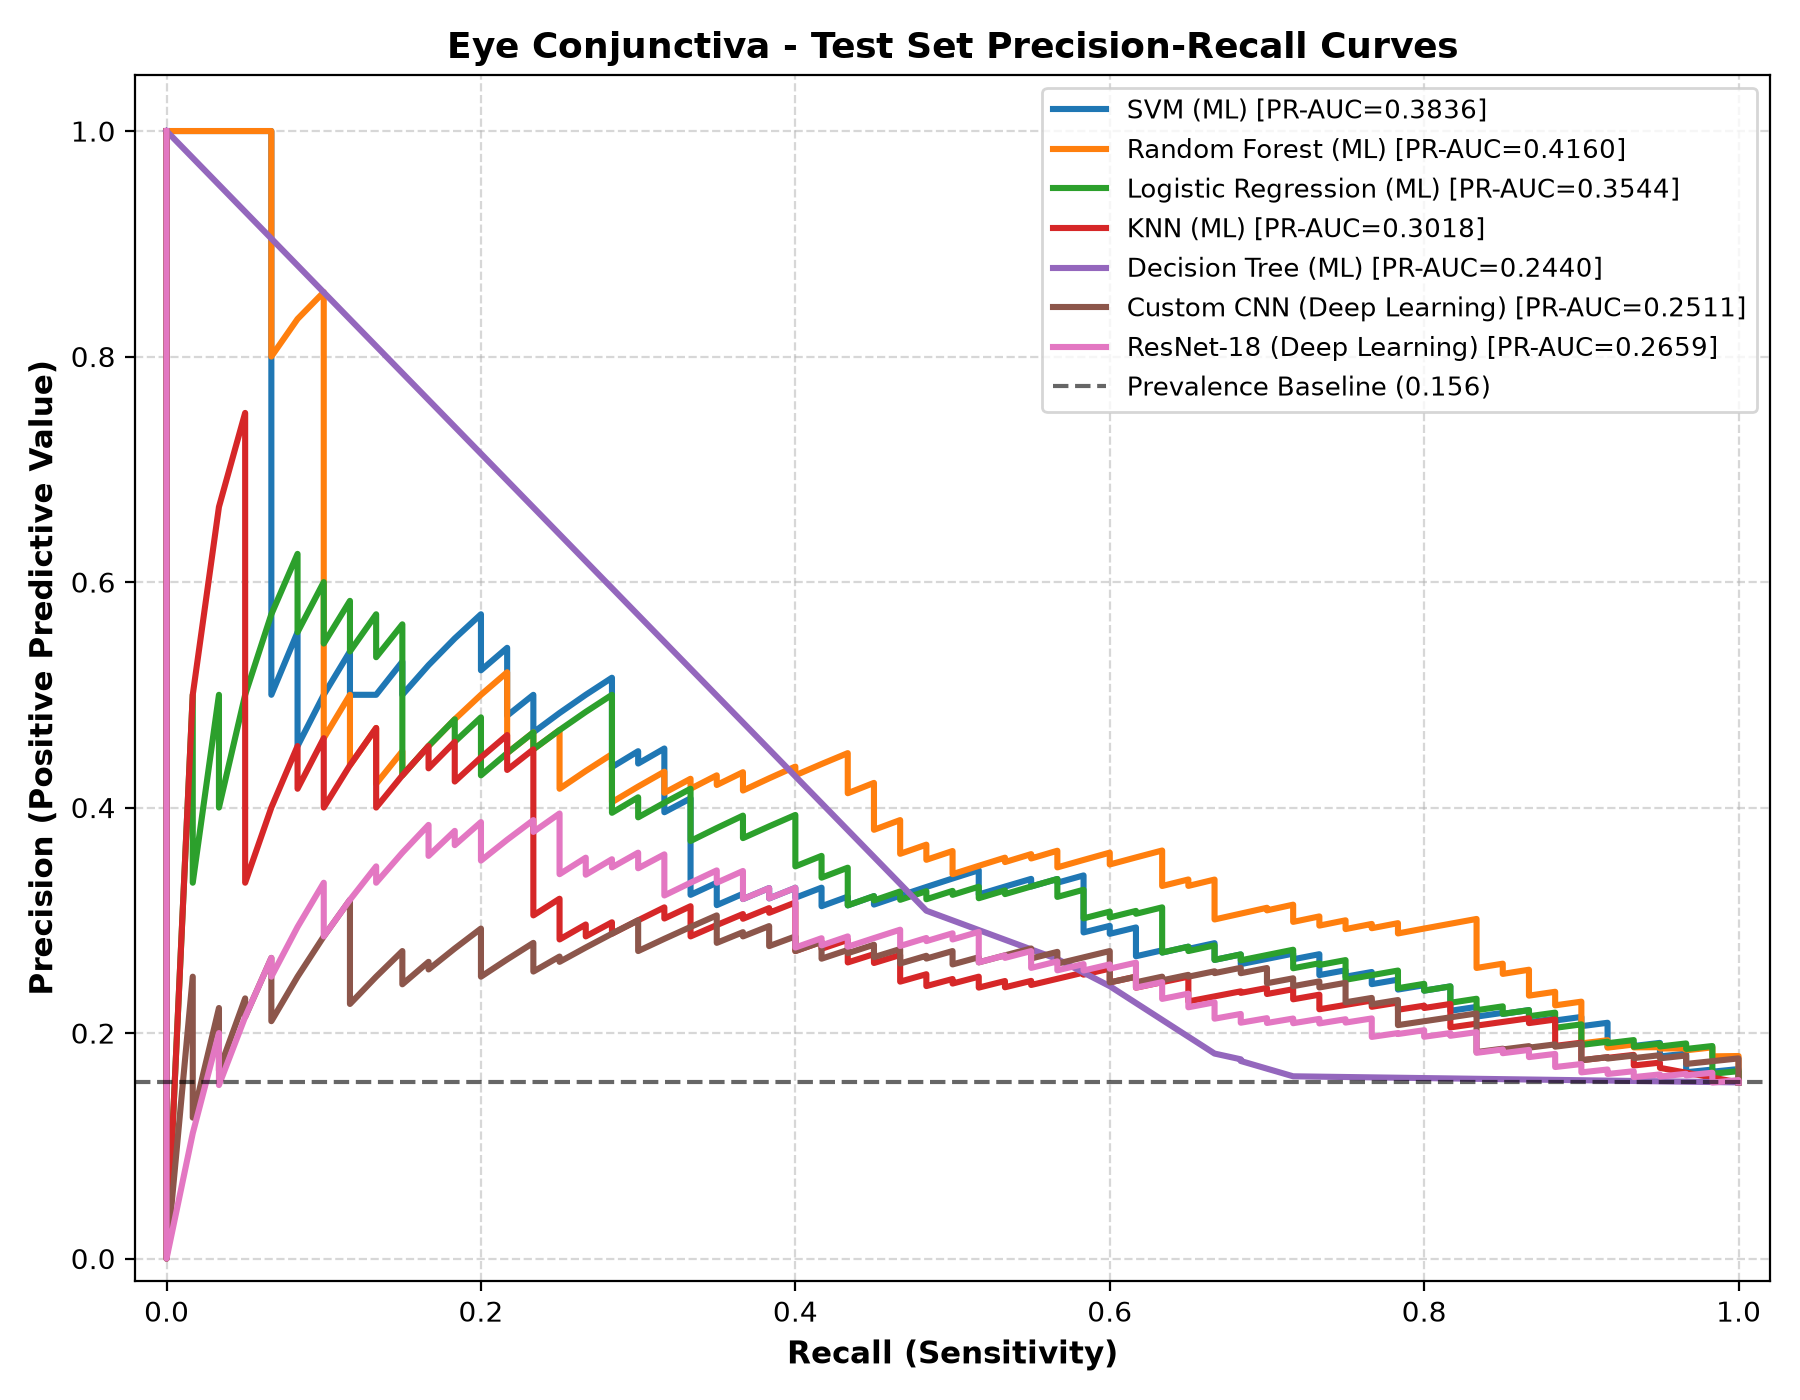 Eye Conjunctiva - Test Set Precision-Recall Curves
SVM (ML) [PR-AUC=0.3836]
Random Forest (ML) [PR-AUC=0.4160]
Logistic Regression (ML) [PR-AUC=0.3544]
KNN (ML) [PR-AUC=0.3018]
Decision Tree (ML) [PR-AUC=0.2440]
Custom CNN (Deep Learning) [PR-AUC=0.2511]
ResNet-18 (Deep Learning) [PR-AUC=0.2659]
Prevalence Baseline (0.156)
Precision (Positive Predictive Value)
1.0
0.8
0.6
0.4
0.2
0.0
0.0 0.2 0.4 0.6 0.8 1.0
Recall (Sensitivity)